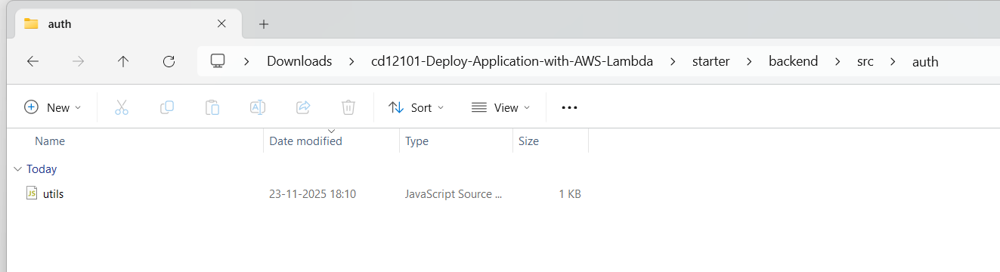 auth
Downloads > cd12101-Deploy-Application-with-AWS-Lambda > starter > backend > src > auth
New Sort View
Name Date modified Type Size
Today
JS utils 23-11-2025 18:10 JavaScript Source ... 1 KB